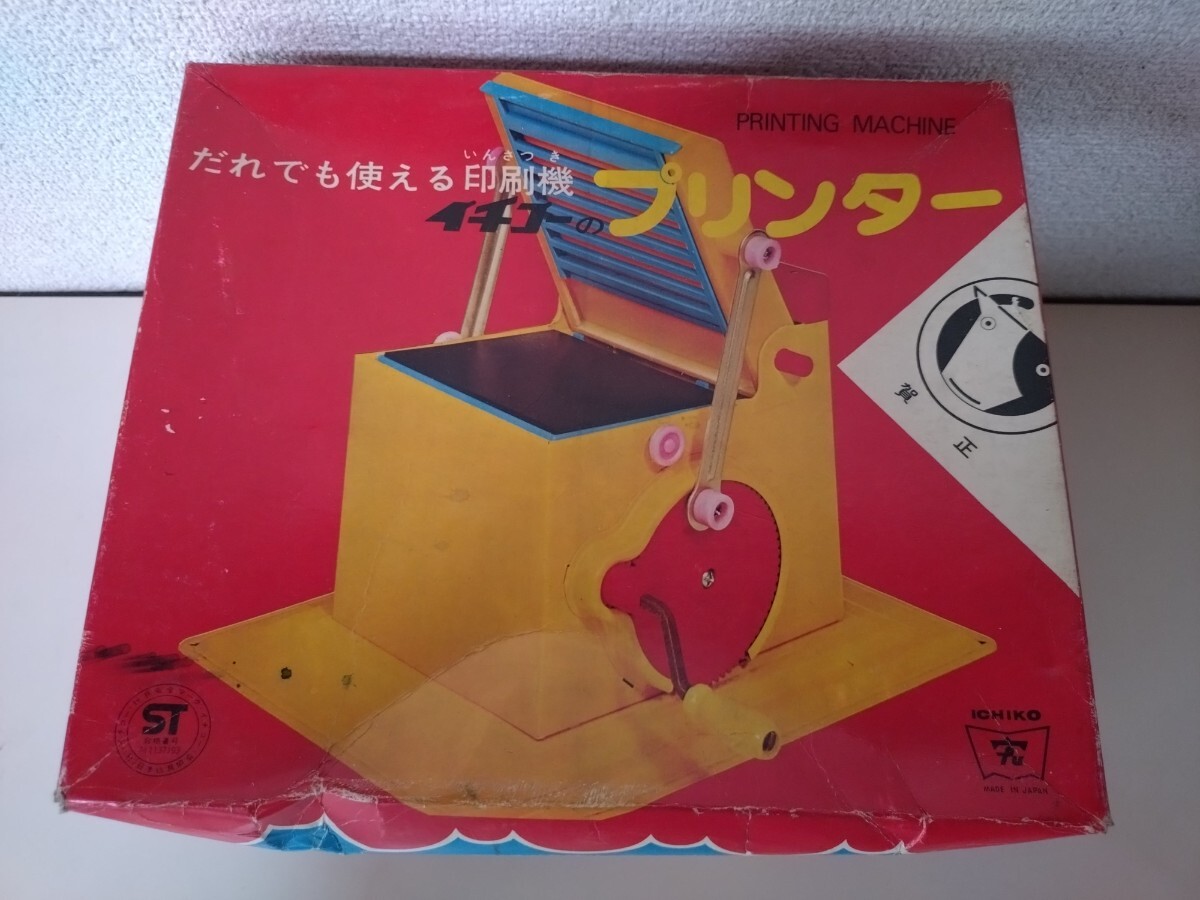 PRINTING MACHINE
いんさつき
だれでも使える印刷機
イチコーの
プリンター
賀
正
ST
ICHIKO
MADE IN JAPAN